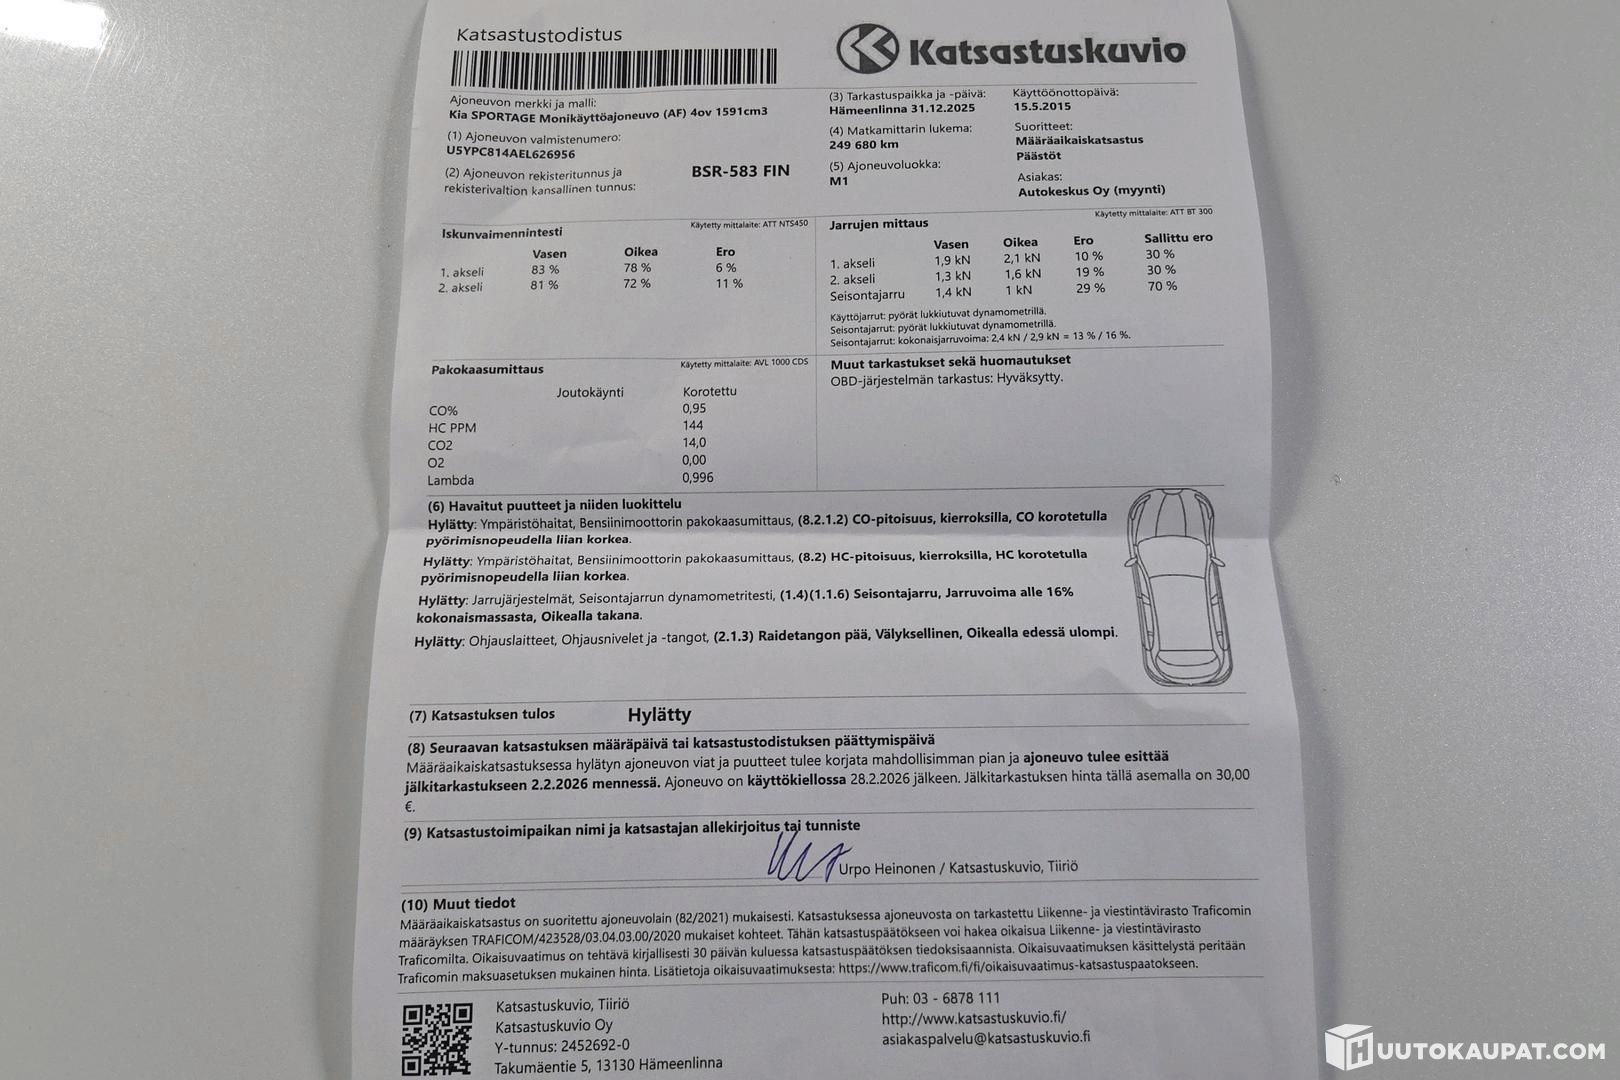 Katsastustodistus
Katsastuskuvio
Ajoneuvon merkki ja malli:
Kia SPORTAGE Monikäyttöajoneuvo (AF) 4ov 1591cm3
(1) Ajoneuvon valmistenumero:
U5YPC814AEL626956
(2) Ajoneuvon rekisteritunnus ja
rekisterivaltion kansallinen tunnus:
BSR-583 FIN
(3) Tarkastuspaikka ja -päivä:
Hämeenlinna 31.12.2025
(4) Matkamittarin lukema:
249 680 km
(5) Ajoneuvoluokka:
M1
Käyttöönottopäivä:
15.5.2015
Suoritteet:
Määräaikaiskatsastus
Päästöt
Asiakas:
Autokeskus Oy (myynti)
Iskunvaimennintesti
Käytetty mittalaite: ATT NTS450
Vasen Oikea Ero
1. akseli 83 % 78 % 6 %
2. akseli 81 % 72 % 11 %
Jarrujen mittaus
Käytetty mittalaite: ATT BT 300
Vasen Oikea Ero Sallittu ero
1. akseli 1,9 kN 2,1 kN 10 % 30 %
2. akseli 1,3 kN 1,6 kN 19 % 30 %
Seisontajarru 1,4 kN 1 kN 29 % 70 %
Käyttöjarrut: pyörät lukkiutuvat dynamometrillä.
Seisontajarrut: pyörät lukkiutuvat dynamometrillä.
Seisontajarrut: kokonaisjarruvoima: 2,4 kN / 2,9 kN = 13 % / 16 %.
Pakokaasumittaus
Käytetty mittalaite: AVL 1000 CDS
Joutokäynti Korotettu
CO% 0,95
HC PPM 144
CO2 14,0
O2 0,00
Lambda 0,996
Muut tarkastukset sekä huomautukset
OBD-järjestelmän tarkastus: Hyväksytty.
(6) Havaitut puutteet ja niiden luokittelu
Hylätty: Ympäristöhaitat, Bensiinimoottorin pakokaasumittaus, (8.2.1.2) CO-pitoisuus, kierroksilla, CO korotetulla
pyörimisnopeudella liian korkea.
Hylätty: Ympäristöhaitat, Bensiinimoottorin pakokaasumittaus, (8.2) HC-pitoisuus, kierroksilla, HC korotetulla
pyörimisnopeudella liian korkea.
Hylätty: Jarrujärjestelmät, Seisontajarrun dynamometritesti, (1.4)(1.1.6) Seisontajarru, Jarruvoima alle 16%
kokonaismassasta, Oikealla takana.
Hylätty: Ohjauslaitteet, Ohjausnivelet ja -tangot, (2.1.3) Raidetangon pää, Välyksellinen, Oikealla edessä ulompi.
(7) Katsastuksen tulos Hylätty
(8) Seuraavan katsastuksen määräpäivä tai katsastustodistuksen päättymispäivä
Määräaikaiskatsastuksessa hylätyn ajoneuvon viat ja puutteet tulee korjata mahdollisimman pian ja ajoneuvo tulee esittää
jälkitarkastukseen 2.2.2026 mennessä. Ajoneuvo on käyttökiellossa 28.2.2026 jälkeen. Jälkitarkastuksen hinta tällä asemalla on 30,00
€.
(9) Katsastustoimipaikan nimi ja katsastajan allekirjoitus tai tunniste
Urpo Heinonen / Katsastuskuvio, Tiiriö
(10) Muut tiedot
Määräaikaiskatsastus on suoritettu ajoneuvolain (82/2021) mukaisesti. Katsastuksessa ajoneuvosta on tarkastettu Liikenne- ja viestintävirasto Traficomin
määräyksen TRAFICOM/423528/03.04.03.00/2020 mukaiset kohteet. Tähän katsastuspäätökseen voi hakea oikaisua Liikenne- ja viestintävirasto
Traficomilta. Oikaisuvaatimus on tehtävä kirjallisesti 30 päivän kuluessa katsastuspäätöksen tiedoksisaannista. Oikaisuvaatimuksen käsittelystä peritään
Traficomin maksuasetuksen mukainen hinta. Lisätietoja oikaisuvaatimuksesta: https://www.traficom.fi/fi/oikaisuvaatimus-katsastuspaatokseen.
Katsastuskuvio, Tiiriö
Katsastuskuvio Oy
Y-tunnus: 2452692-0
Takumäentie 5, 13130 Hämeenlinna
Puh: 03 - 6878 111
http://www.katsastuskuvio.fi/
asiakaspalvelu@katsastuskuvio.fi
HUUTOKAUPAT.COM